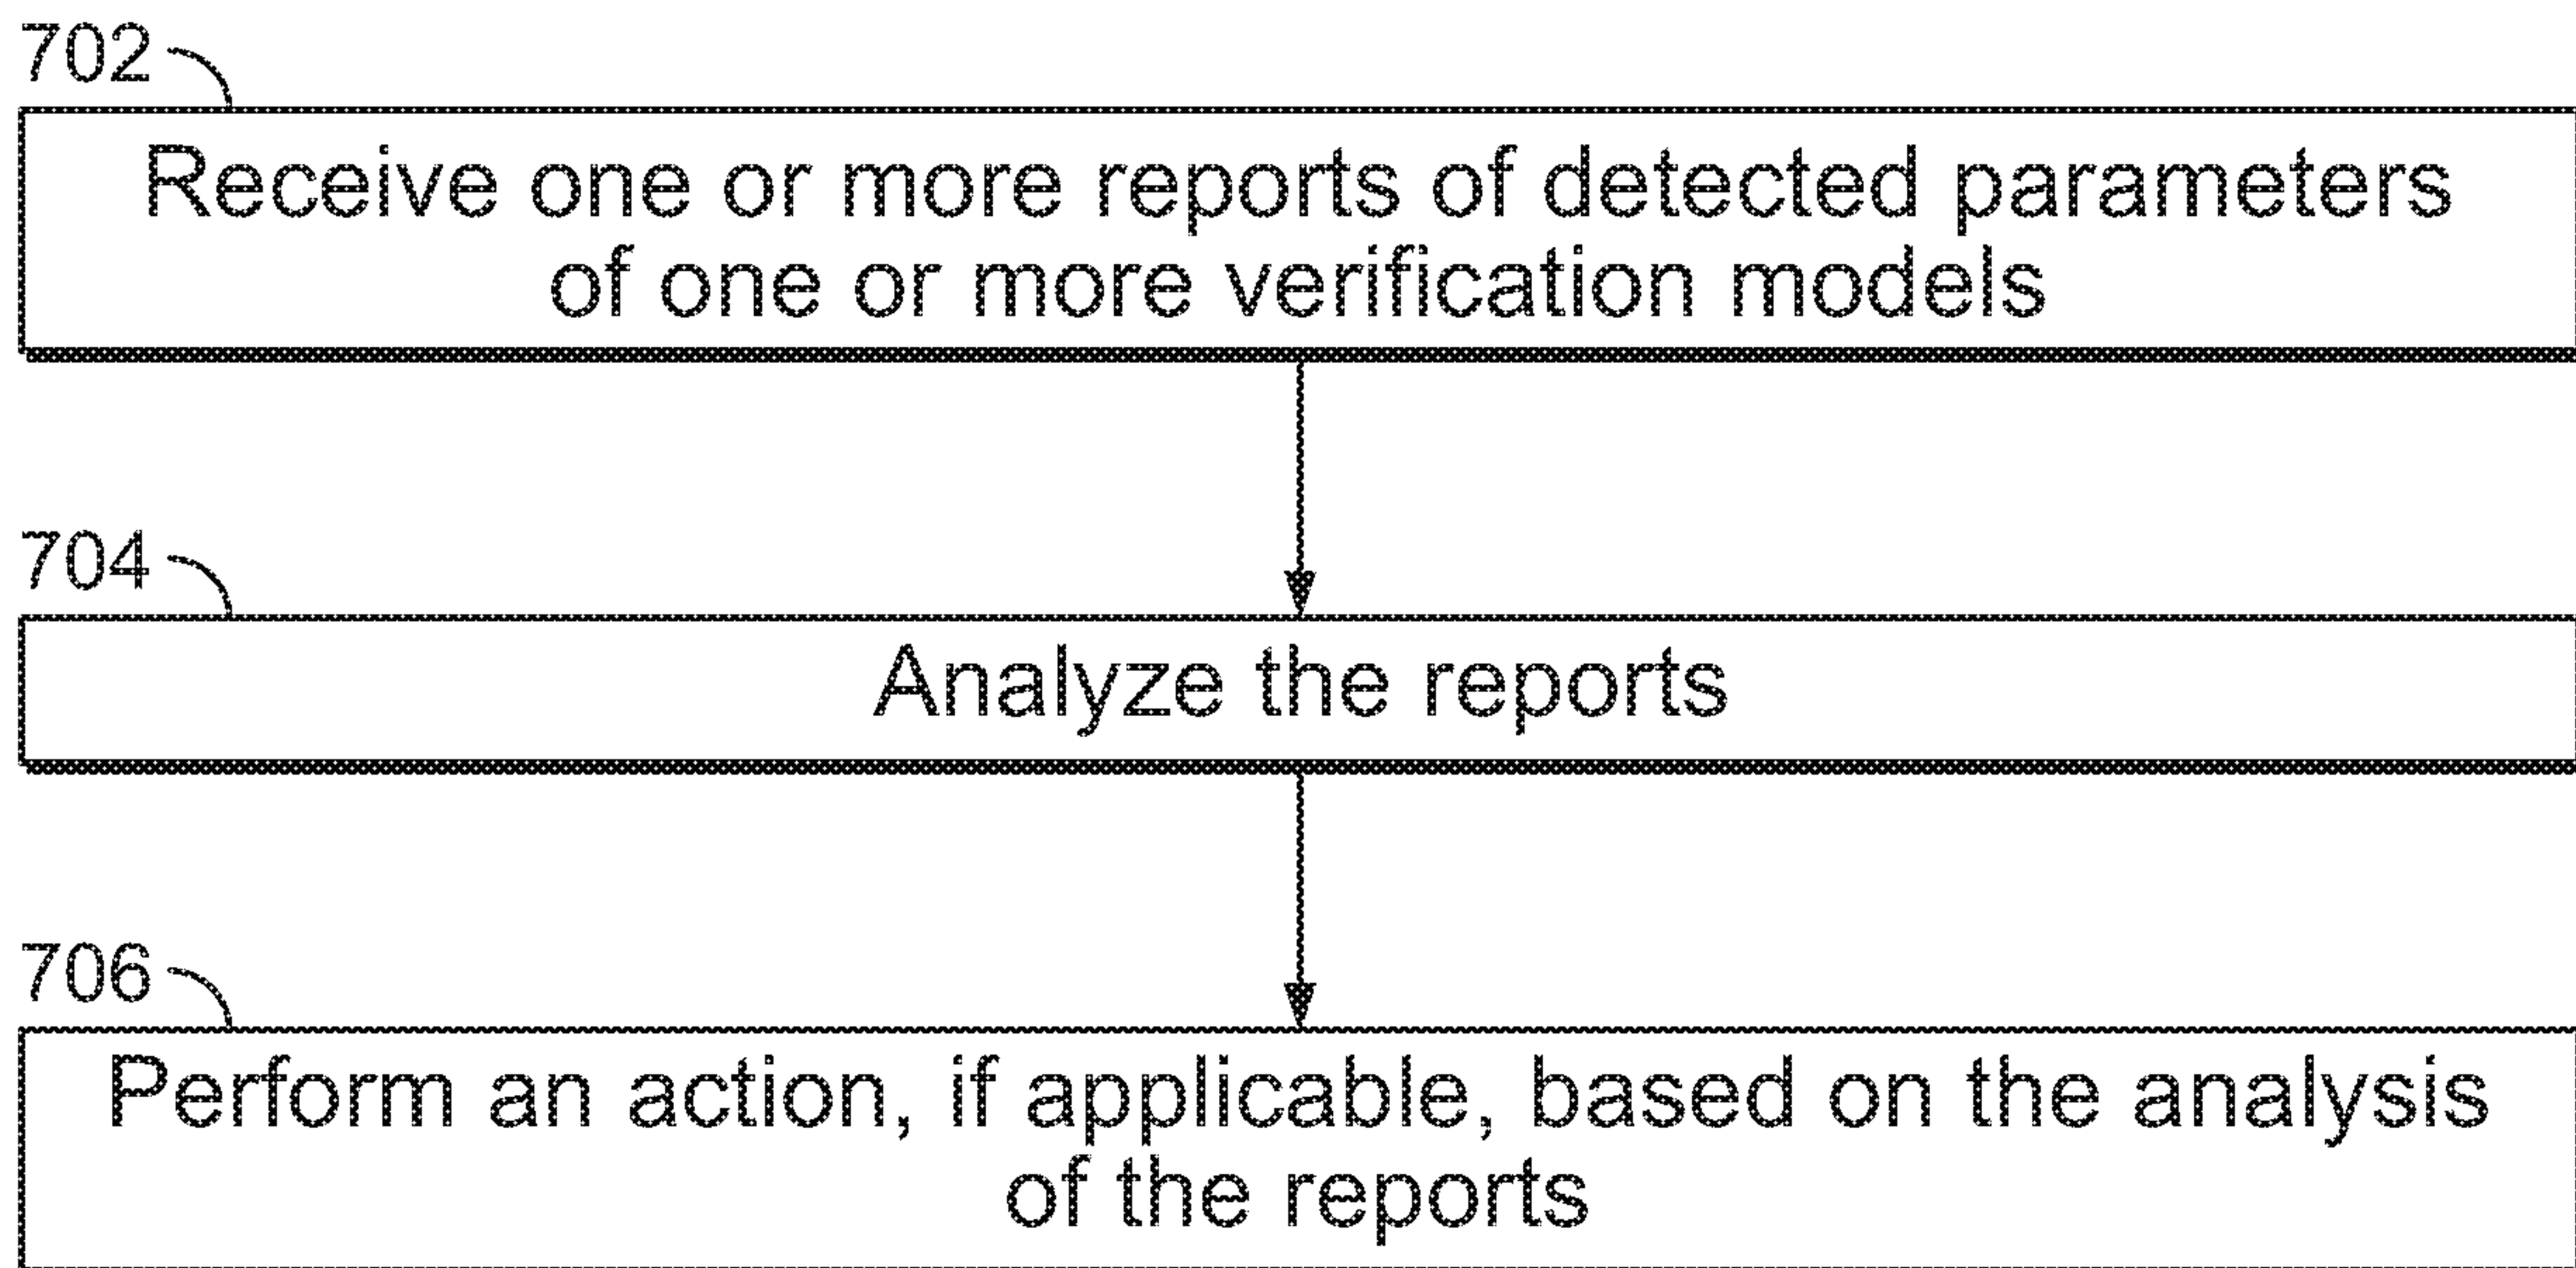 702
Receive one or more reports of detected parameters
of one or more verification models
704
Analyze the reports
706
Perform an action, if applicable, based on the analysis
of the reports